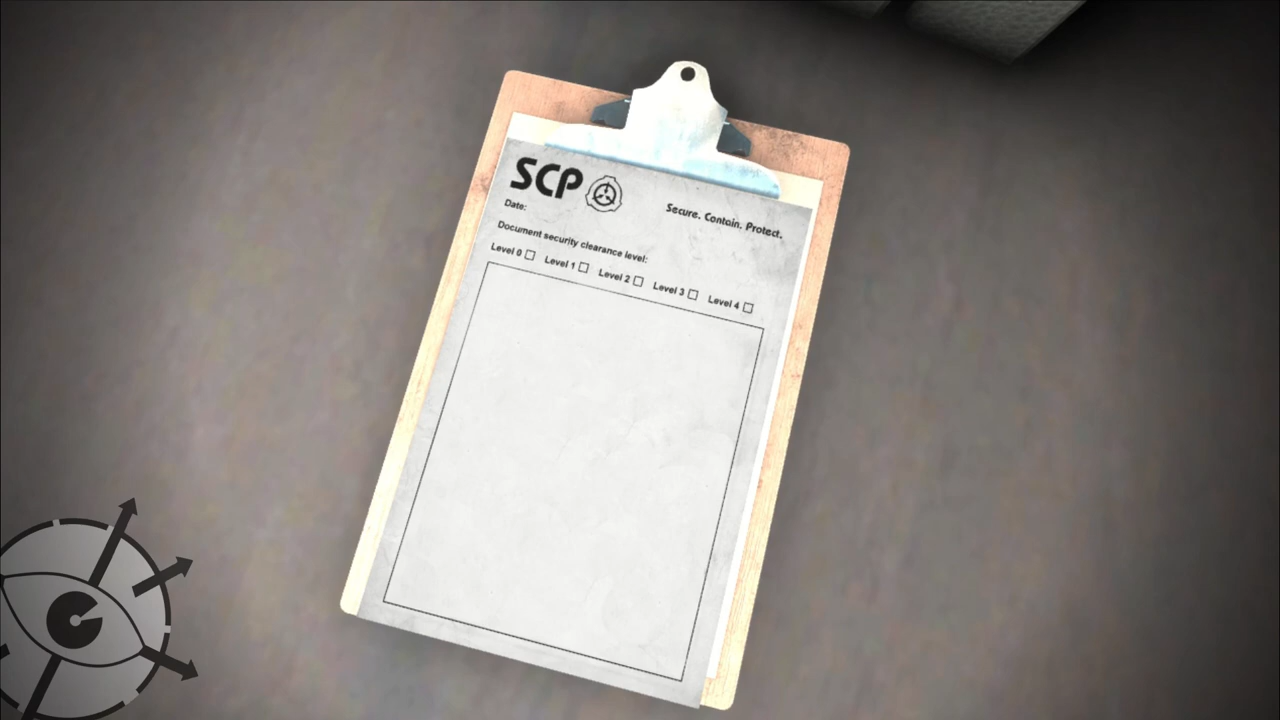 SCP
Secure. Contain. Protect.
Date:
Document security clearance level:
Level 0 Level 1 Level 2 Level 3 Level 4